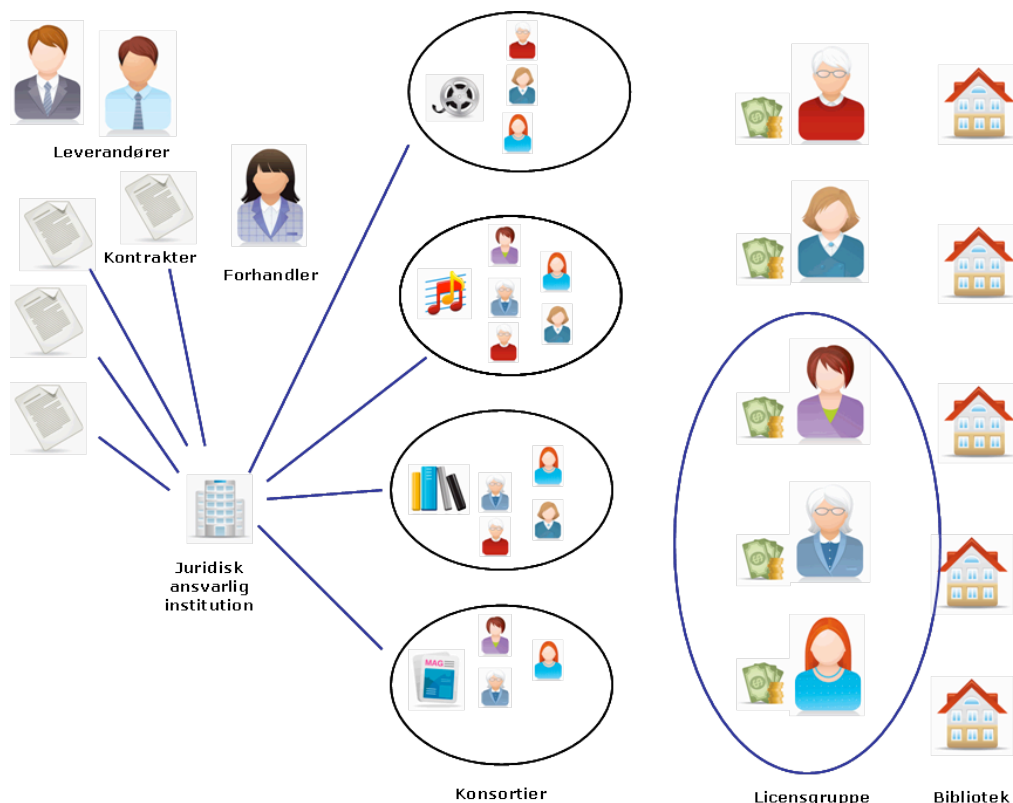 Leverandører
Kontrakter
Forhandler
MAG
Juridisk
ansvarlig
institution
Konsortier
Licensgruppe
Bibliotek